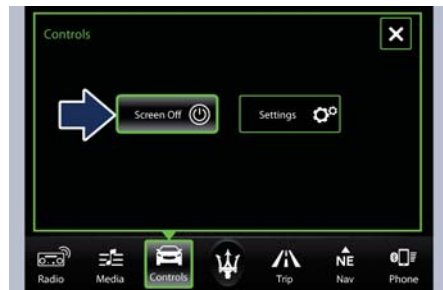 Controls
Screen Off
Settings
Radio
Media
Controls
Trip
NE
Nav
Phone